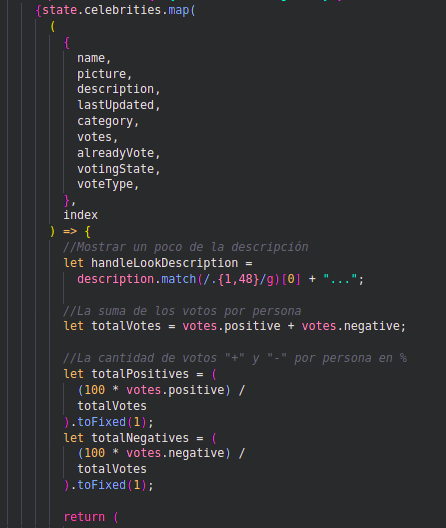 {state.celebrities.map(
(
{
name,
picture,
description,
lastUpdated,
category,
votes,
alreadyVote,
votingState,
voteType,
},
index
) => {
//Mostrar un poco de la descripción
let handleLookDescription =
description.match(/.{1,48}/g)[0] + "...";
//La suma de los votos por persona
let totalVotes = votes.positive + votes.negative;
//La cantidad de votos "+" y "-" por persona en %
let totalPositives = (
(100 * votes.positive) /
totalVotes
).toFixed(1);
let totalNegatives = (
(100 * votes.negative) /
totalVotes
).toFixed(1);
return (